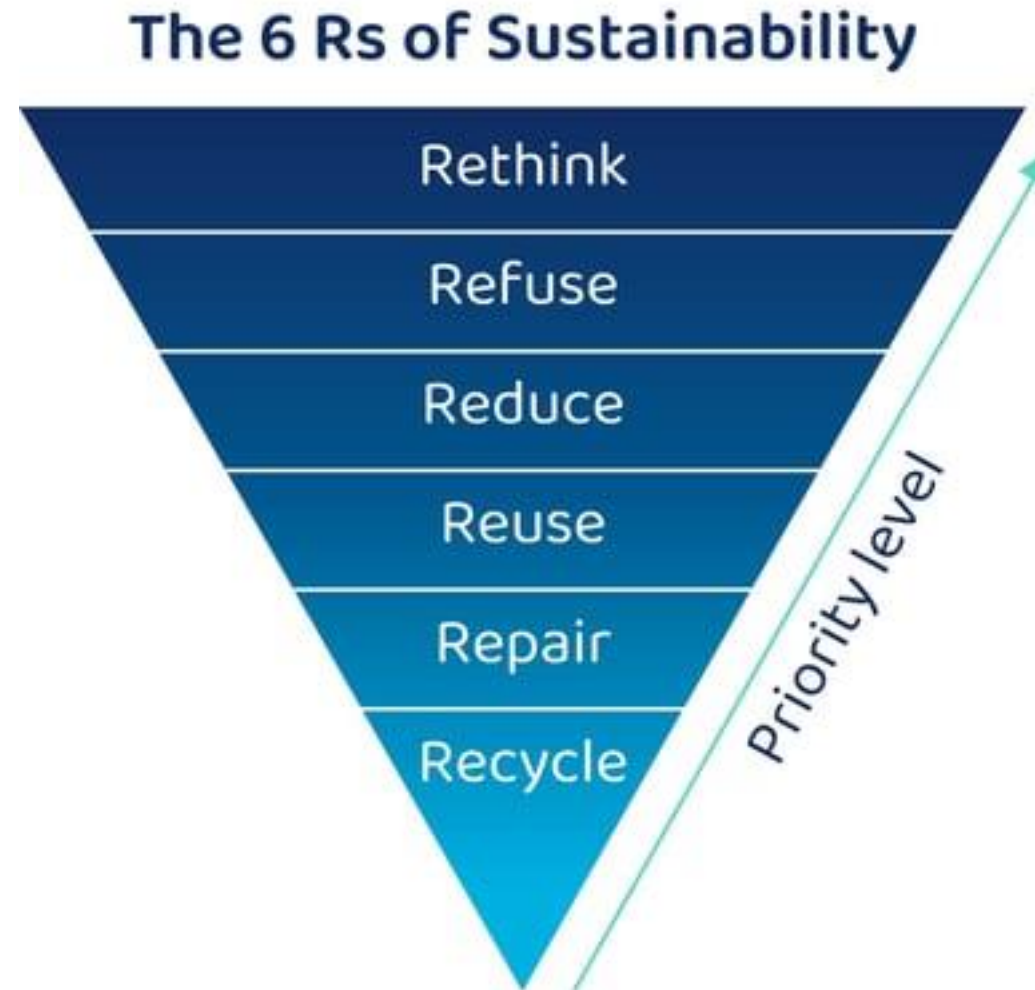 The 6 Rs of Sustainability
Rethink
Refuse
Reduce
Reuse
Repair
Recycle
Priority level